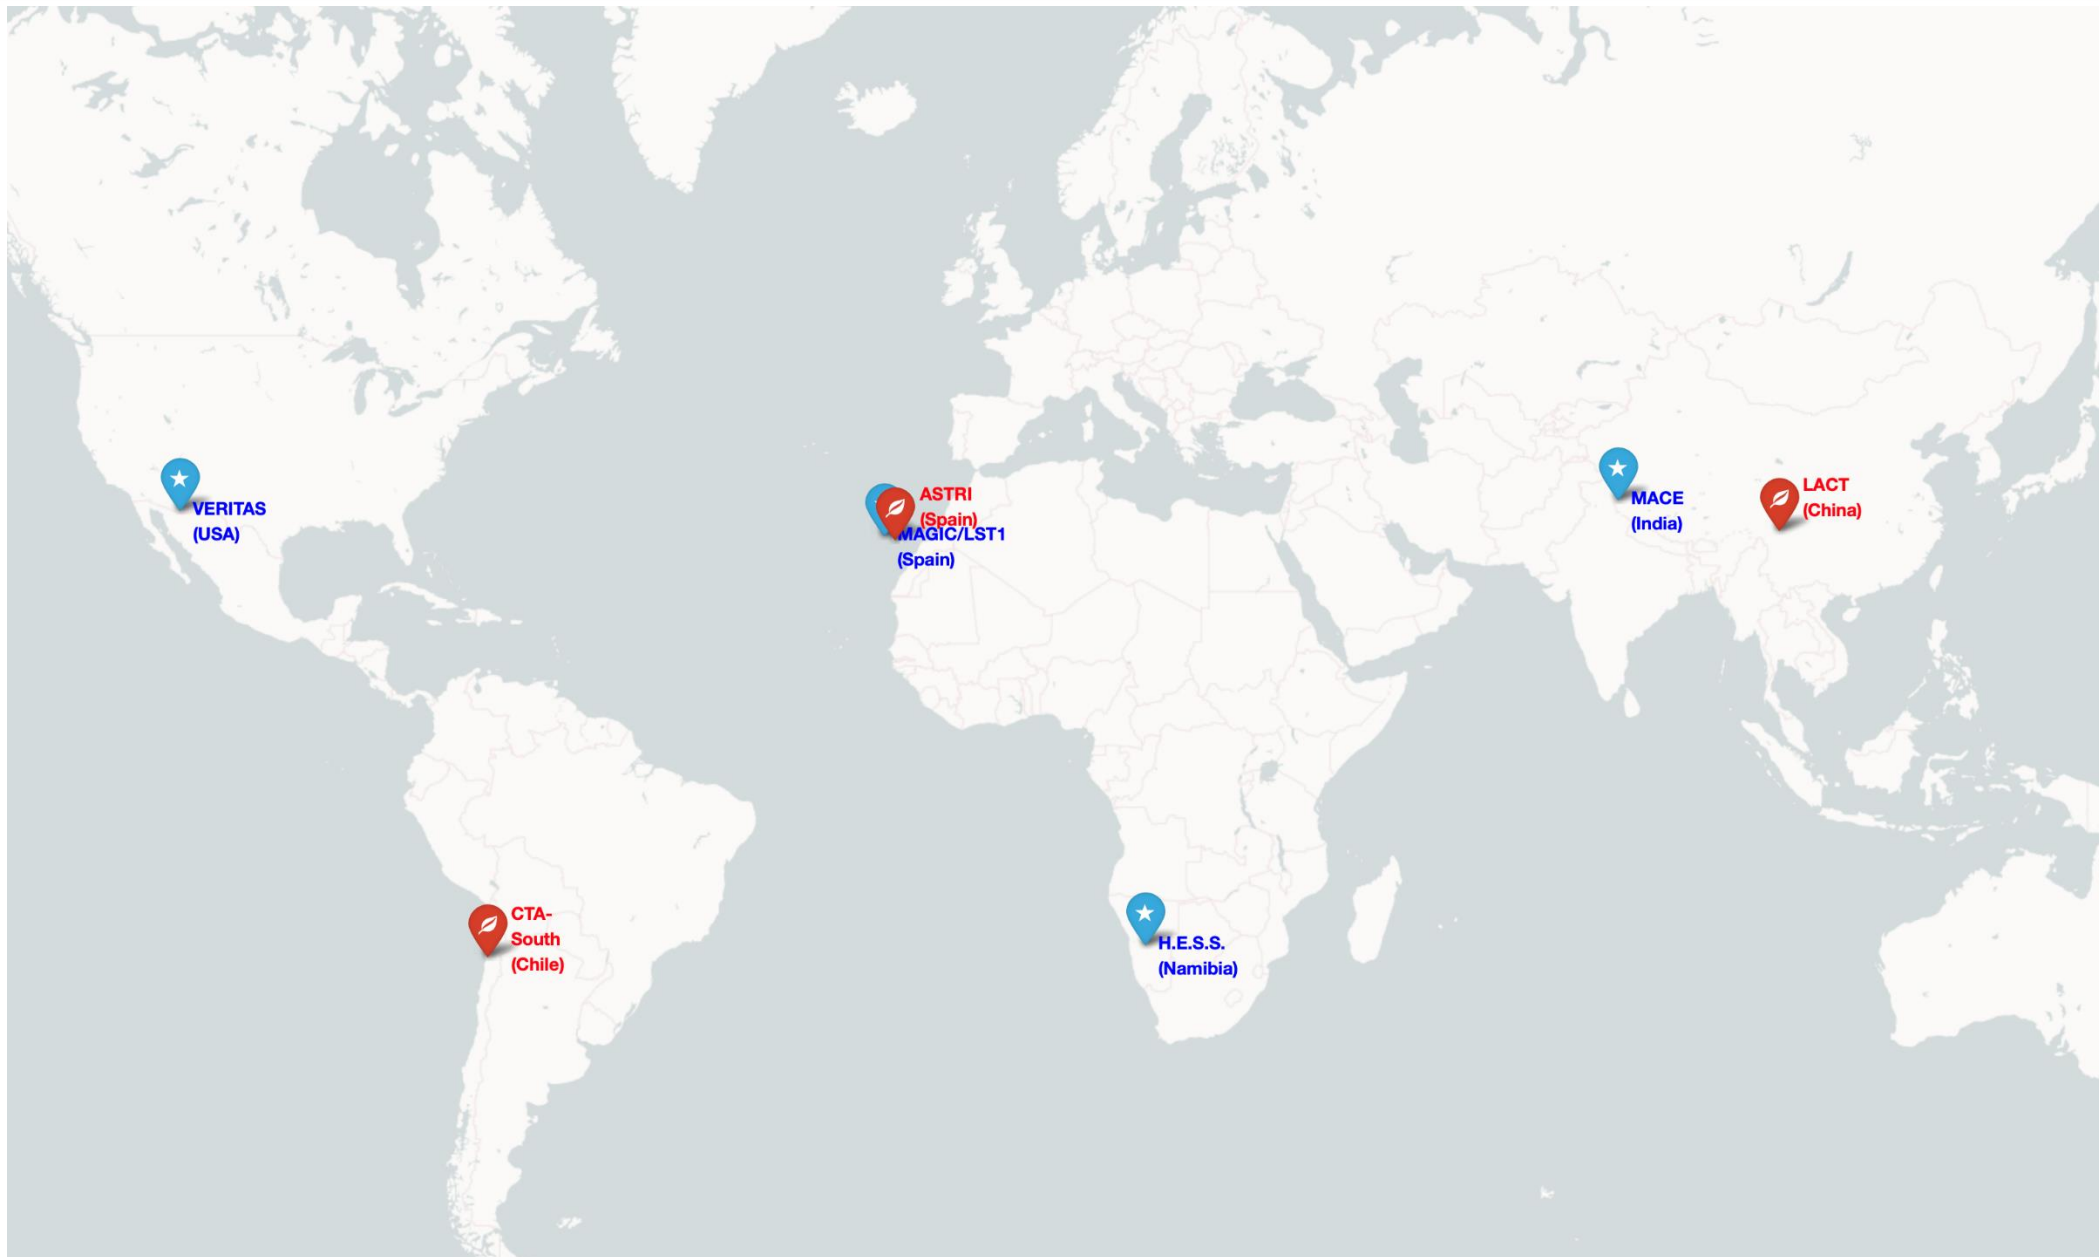 VERITAS
(USA)
ASTRI
(Spain)
MAGIC/LST1
(Spain)
MACE
(India)
LACT
(China)
CTA-
South
(Chile)
H.E.S.S.
(Namibia)